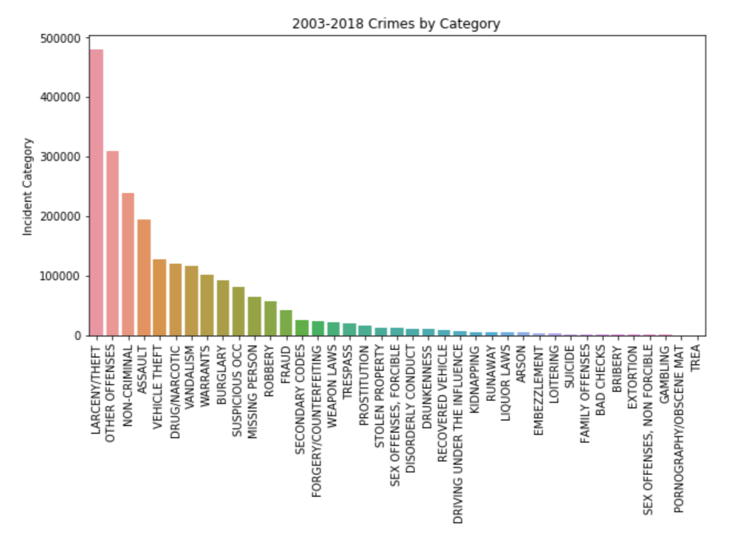 2003-2018 Crimes by Category
500000
400000
300000
200000
100000
0
Incident Category
LARCENY/THEFT
OTHER OFFENSES
NON-CRIMINAL
ASSAULT
VEHICLE THEFT
DRUG/NARCOTIC
VANDALISM
WARRANTS
BURGLARY
SUSPICIOUS OCC
MISSING PERSON
ROBBERY
FRAUD
SECONDARY CODES
FORGERY/COUNTERFEITING
WEAPON LAWS
TRESPASS
PROSTITUTION
STOLEN PROPERTY
SEX OFFENSES, FORCIBLE
DISORDERLY CONDUCT
DRUNKENNESS
RECOVERED VEHICLE
DRIVING UNDER THE INFLUENCE
KIDNAPPING
RUNAWAY
LIQUOR LAWS
ARSON
EMBEZZLEMENT
LOITERING
SUICIDE
FAMILY OFFENSES
BAD CHECKS
BRIBERY
EXTORTION
SEX OFFENSES, NON FORCIBLE
GAMBLING
PORNOGRAPHY/OBSCENE MAT
TREA